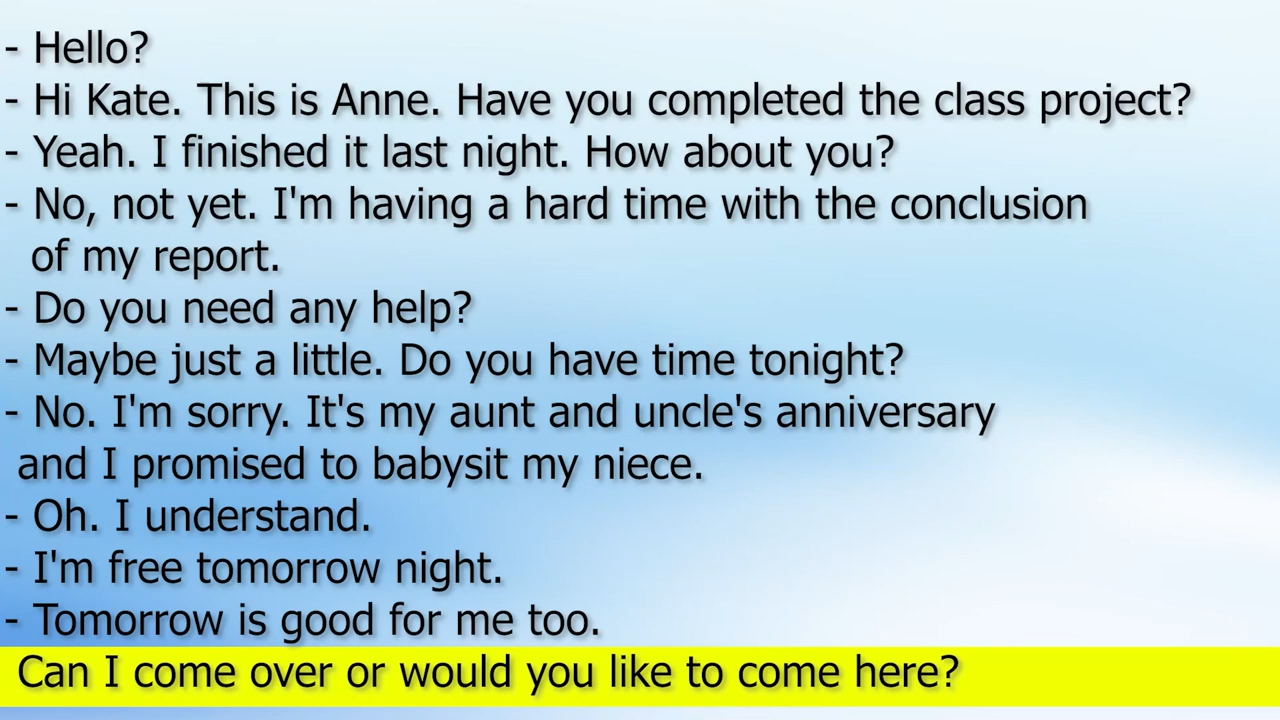 - Hello?
- Hi Kate. This is Anne. Have you completed the class project?
- Yeah. I finished it last night. How about you?
- No, not yet. I'm having a hard time with the conclusion
of my report.
- Do you need any help?
- Maybe just a little. Do you have time tonight?
- No. I'm sorry. It's my aunt and uncle's anniversary
and I promised to babysit my niece.
- Oh. I understand.
- I'm free tomorrow night.
- Tomorrow is good for me too.
Can I come over or would you like to come here?